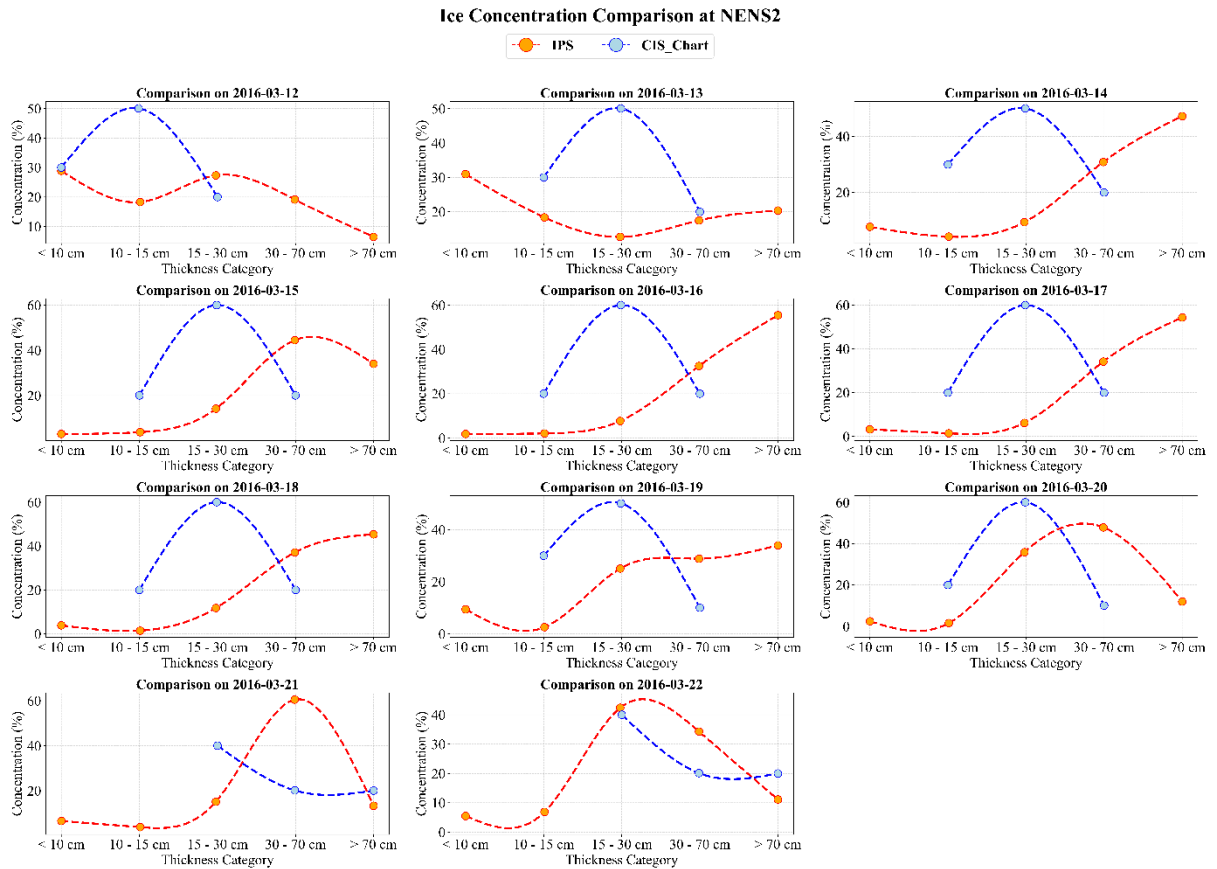 Ice Concentration Comparison at NENS2
IPS CIS_Chart
Comparison on 2016-03-12
Concentration (%)
50
40
30
20
10
< 10 cm 10 - 15 cm 15 - 30 cm 30 - 70 cm > 70 cm
Thickness Category
Comparison on 2016-03-13
Concentration (%)
50
40
30
20
< 10 cm 10 - 15 cm 15 - 30 cm 30 - 70 cm > 70 cm
Thickness Category
Comparison on 2016-03-14
Concentration (%)
40
20
< 10 cm 10 - 15 cm 15 - 30 cm 30 - 70 cm > 70 cm
Thickness Category
Comparison on 2016-03-15
Concentration (%)
60
40
20
< 10 cm 10 - 15 cm 15 - 30 cm 30 - 70 cm > 70 cm
Thickness Category
Comparison on 2016-03-16
Concentration (%)
60
40
20
0
< 10 cm 10 - 15 cm 15 - 30 cm 30 - 70 cm > 70 cm
Thickness Category
Comparison on 2016-03-17
Concentration (%)
60
40
20
0
< 10 cm 10 - 15 cm 15 - 30 cm 30 - 70 cm > 70 cm
Thickness Category
Comparison on 2016-03-18
Concentration (%)
60
40
20
0
< 10 cm 10 - 15 cm 15 - 30 cm 30 - 70 cm > 70 cm
Thickness Category
Comparison on 2016-03-19
Concentration (%)
40
20
0
< 10 cm 10 - 15 cm 15 - 30 cm 30 - 70 cm > 70 cm
Thickness Category
Comparison on 2016-03-20
Concentration (%)
60
40
20
0
< 10 cm 10 - 15 cm 15 - 30 cm 30 - 70 cm > 70 cm
Thickness Category
Comparison on 2016-03-21
Concentration (%)
60
40
20
< 10 cm 10 - 15 cm 15 - 30 cm 30 - 70 cm > 70 cm
Thickness Category
Comparison on 2016-03-22
Concentration (%)
40
30
20
10
0
< 10 cm 10 - 15 cm 15 - 30 cm 30 - 70 cm > 70 cm
Thickness Category